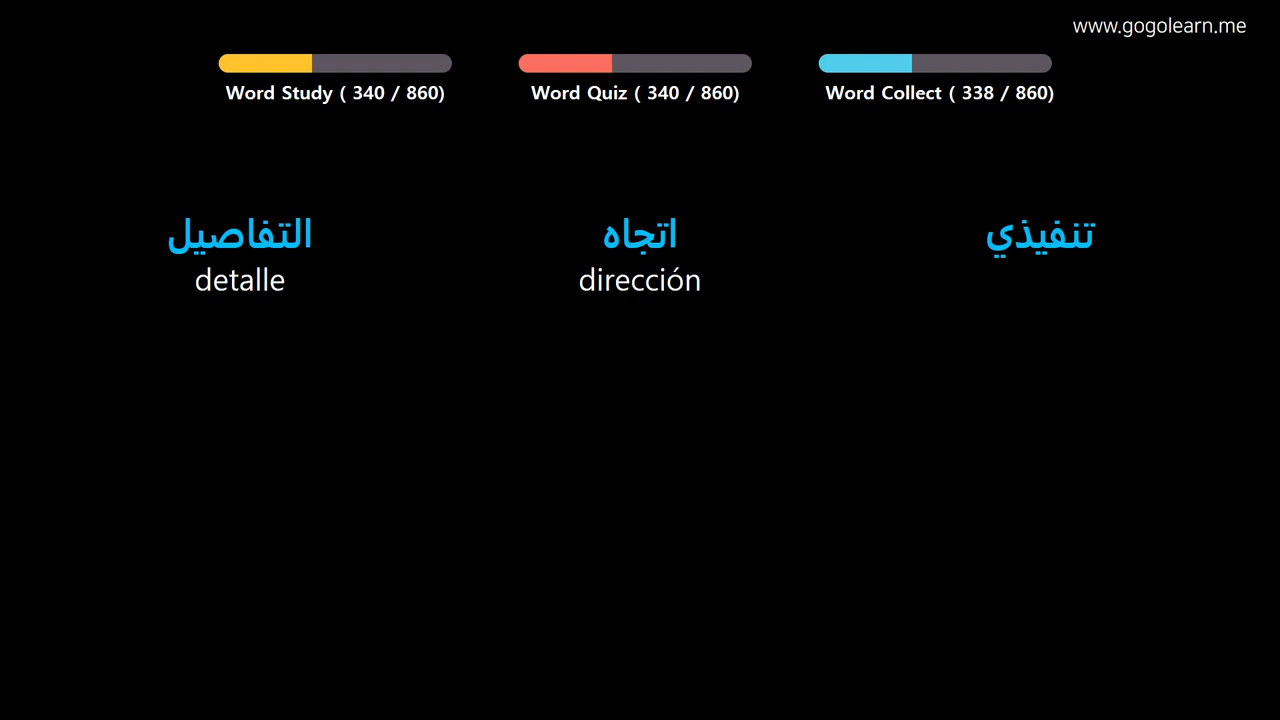 www.gogolearn.me
Word Study ( 340 / 860)
Word Quiz ( 340 / 860)
Word Collect ( 338 / 860)
التفاصيل
detalle
اتجاه
dirección
تنفيذي